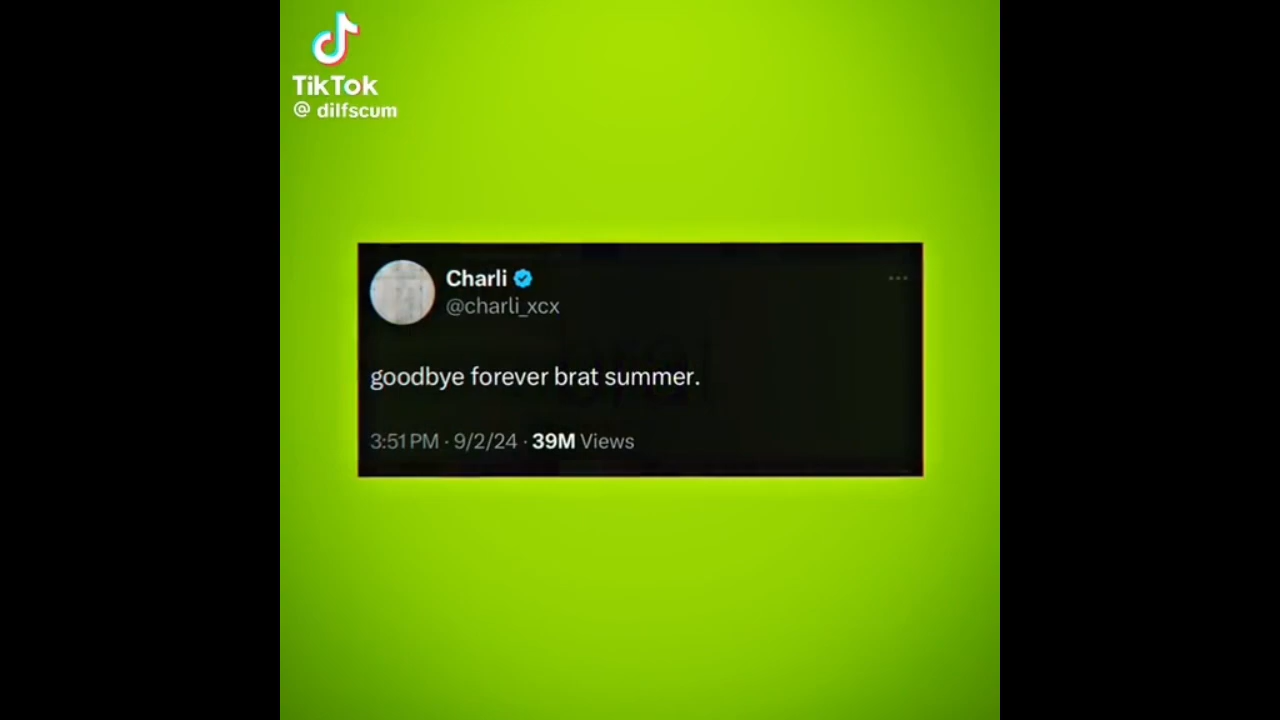 TikTok
@ dilfscum
Charli
@charli_xcx
goodbye forever brat summer.
3:51 PM · 9/2/24 · 39M Views